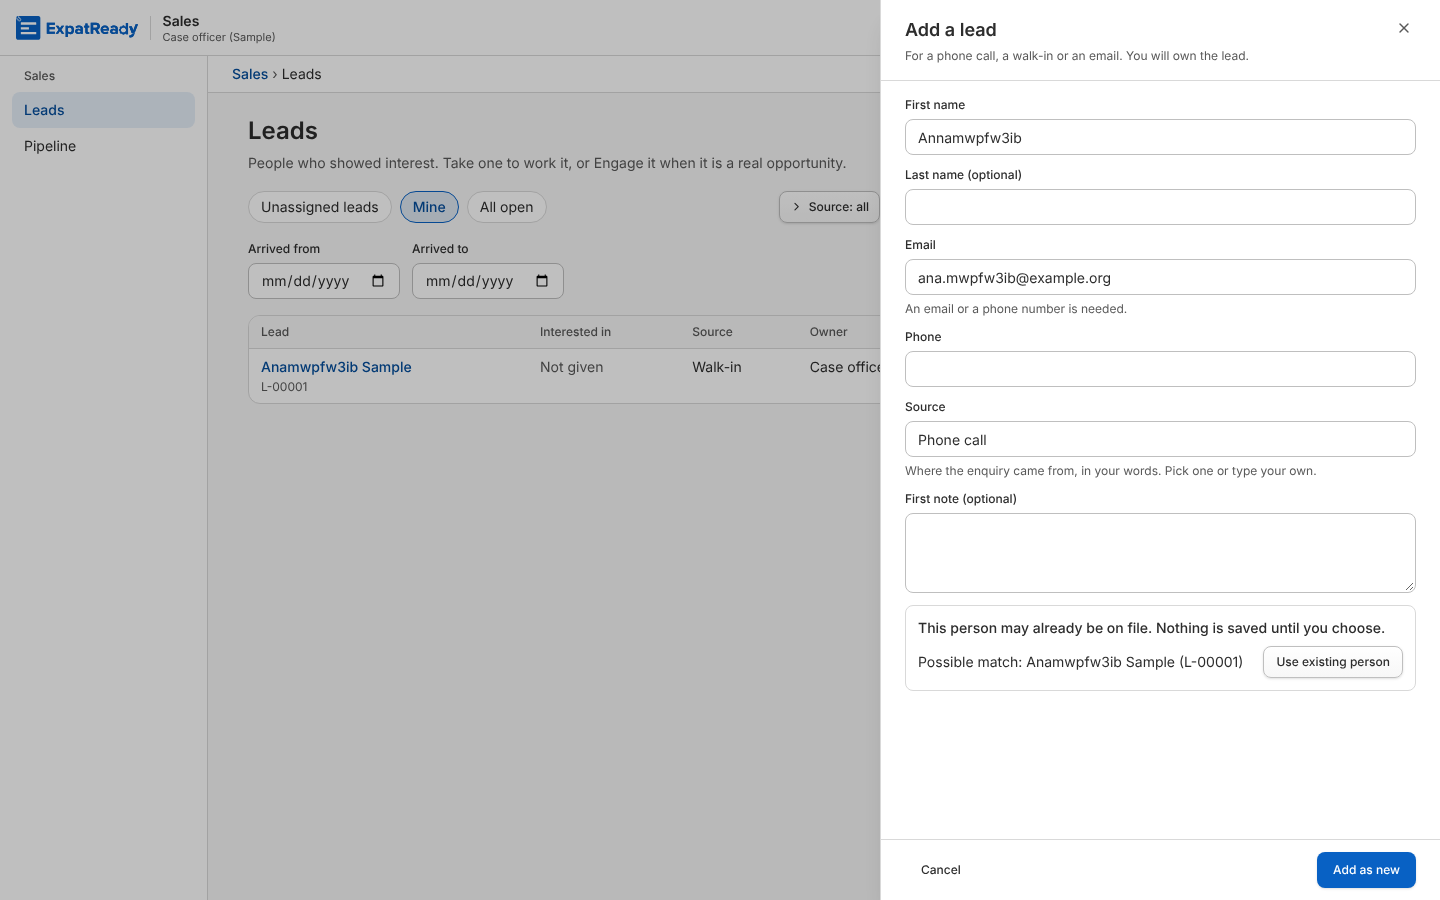 ExpatReady
Sales
Case officer (Sample)
Sales
Leads
Pipeline
Sales › Leads
Leads
People who showed interest. Take one to work it, or Engage it when it is a real opportunity.
Unassigned leads
Mine
All open
Source: all
Arrived from
Arrived to
mm/dd/yyyy
mm/dd/yyyy
Lead
Interested in
Source
Owner
Anamwpfw3ib Sample
Not given
Walk-in
Case office
L-00001
Add a lead
For a phone call, a walk-in or an email. You will own the lead.
First name
Annamwpfw3ib
Last name (optional)
Email
ana.mwpfw3ib@example.org
An email or a phone number is needed.
Phone
Source
Phone call
Where the enquiry came from, in your words. Pick one or type your own.
First note (optional)
This person may already be on file. Nothing is saved until you choose.
Possible match: Anamwpfw3ib Sample (L-00001)
Use existing person
Cancel
Add as new